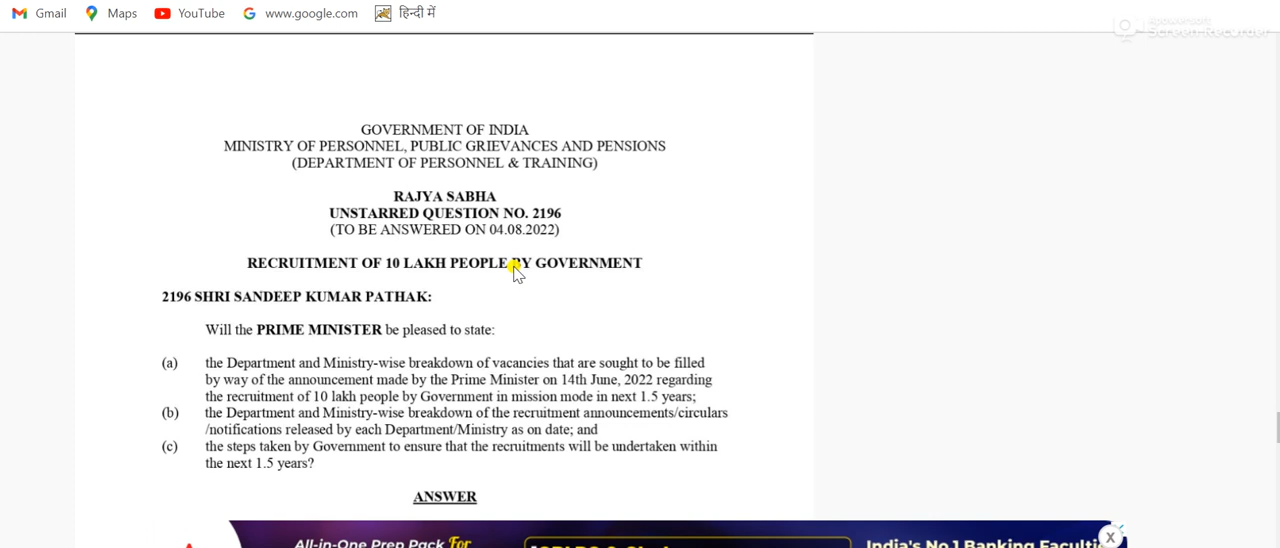 Gmail Maps YouTube www.google.com हिन्दी में
Apowersoft
Screen Recorder
GOVERNMENT OF INDIA
MINISTRY OF PERSONNEL, PUBLIC GRIEVANCES AND PENSIONS
(DEPARTMENT OF PERSONNEL & TRAINING)
RAJYA SABHA
UNSTARRED QUESTION NO. 2196
(TO BE ANSWERED ON 04.08.2022)
RECRUITMENT OF 10 LAKH PEOPLE BY GOVERNMENT
2196 SHRI SANDEEP KUMAR PATHAK:
Will the PRIME MINISTER be pleased to state:
(a) the Department and Ministry-wise breakdown of vacancies that are sought to be filled
by way of the announcement made by the Prime Minister on 14th June, 2022 regarding
the recruitment of 10 lakh people by Government in mission mode in next 1.5 years;
(b) the Department and Ministry-wise breakdown of the recruitment announcements/circulars
/notifications released by each Department/Ministry as on date; and
(c) the steps taken by Government to ensure that the recruitments will be undertaken within
the next 1.5 years?
ANSWER
All-in-One Prep Pack For
India's No.1 Banking Faculti
X